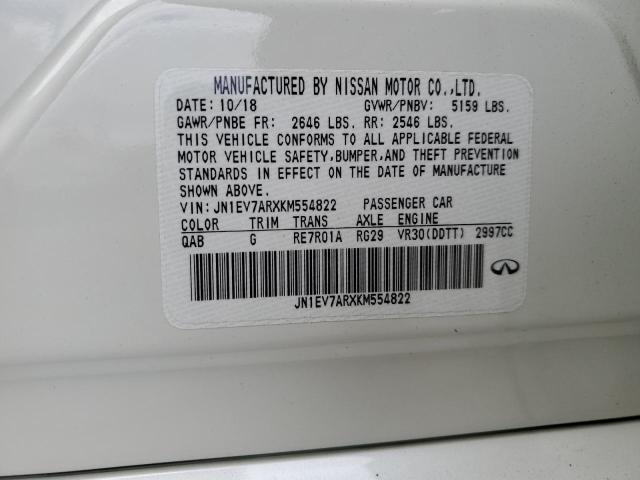 MANUFACTURED BY NISSAN MOTOR CO.,LTD.
DATE: 10/18 GVWR/PNBV: 5159 LBS.
GAWR/PNBE FR: 2646 LBS. RR: 2546 LBS.
THIS VEHICLE CONFORMS TO ALL APPLICABLE FEDERAL
MOTOR VEHICLE SAFETY,BUMPER,AND THEFT PREVENTION
STANDARDS IN EFFECT ON THE DATE OF MANUFACTURE
SHOWN ABOVE.
VIN: JN1EV7ARXKM554822 PASSENGER CAR
COLOR TRIM TRANS AXLE ENGINE
QAB G RE7R01A RG29 VR30(DDTT) 2997CC
JN1EV7ARXKM554822